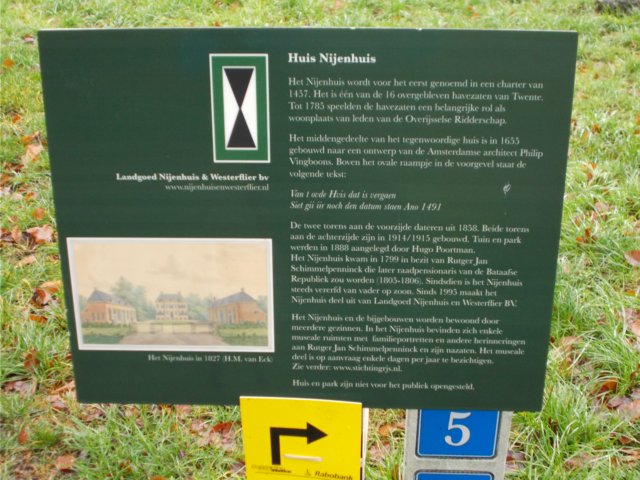 Huis Nijenhuis
Het Nijenhuis wordt voor het eerst genoemd in een charter van
1457. Het is één van de 16 overgebleven havezaten van Twente.
Tot 1785 speelden de havezaten een belangrijke rol als
woonplaats van leden van de Overijsselse Ridderschap.
Het middengedeelte van het tegenwoordige huis is in 1655
gebouwd naar een ontwerp van de Amsterdamse architect Philip
Vingboons. Boven het ovale raampje in de voorgevel staat de
volgende tekst:
Van t oude Hvis dat is vergaen
Siet gij iir noch den datum staen Ano 1491
De twee torens aan de voorzijde dateren uit 1858. Beide torens
aan de achterzijde zijn in 1914/1915 gebouwd. Tuin en park
werden in 1888 aangelegd door Hugo Poortman.
Het Nijenhuis kwam in 1799 in bezit van Rutger Jan
Schimmelpenninck die later raadpensionaris van de Bataafse
Republiek zou worden (1805-1806). Sindsdien is het Nijenhuis
steeds vererfd van vader op zoon. Sinds 1995 maakt het
Nijenhuis deel uit van Landgoed Nijenhuis en Westerflier BV.
Het Nijenhuis en de bijgebouwen worden bewoond door
meerdere gezinnen. In het Nijenhuis bevinden zich enkele
museale ruimten met familieportretten en andere herinneringen
aan Rutger Jan Schimmelpenninck en zijn nazaten. Het museale
deel is op aanvraag enkele dagen per jaar te bezichtigen.
Zie verder: www.stichtingrjs.nl.
Huis en park zijn niet voor het publiek opengesteld.
Landgoed Nijenhuis & Westerflier bv
www.nijenhuisenwesterflier.nl
Het Nijenhuis in 1827 (H.M. van Eck)
Rabobank
5